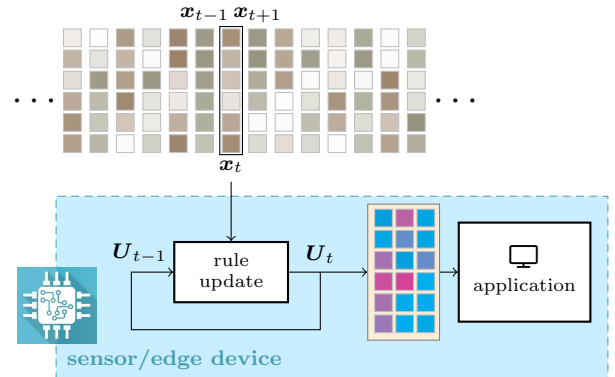 x_{t−1} x_{t+1}
··· ···
x_t
U_{t−1} rule U_t
update
application
sensor/edge device